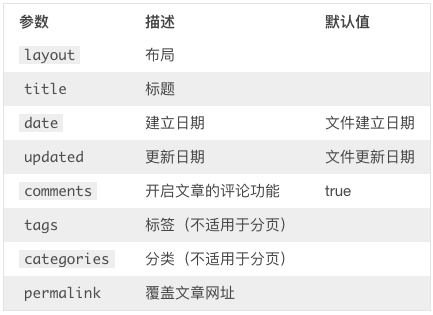 参数 描述 默认值
layout 布局
title 标题
date 建立日期 文件建立日期
updated 更新日期 文件更新日期
comments 开启文章的评论功能 true
tags 标签（不适用于分页）
categories 分类（不适用于分页）
permalink 覆盖文章网址